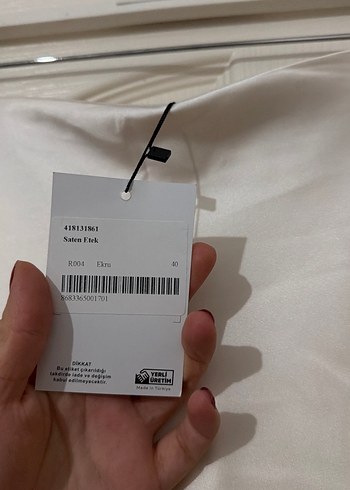 418131861
Saten Etek
R004 Ekru 40
8683365001701
DİKKAT
Bu etiket çıkarıldığı
takdirde iade ve değişim
kabul edilmeyecektir.
YERLİ
ÜRETİM
Made in Türkiye